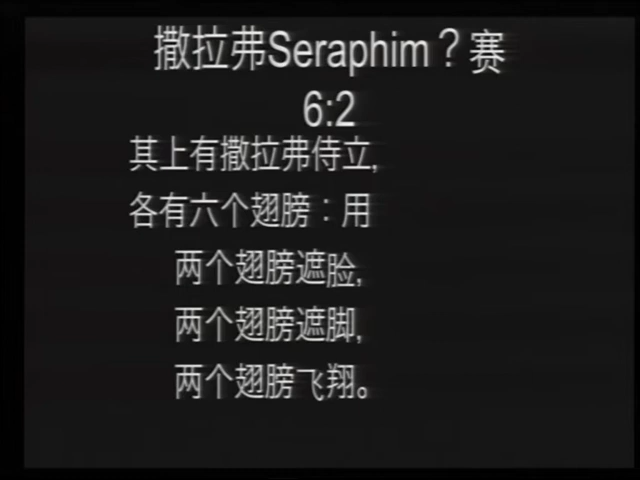 撒拉弗Seraphim？赛
6:2
其上有撒拉弗侍立,
各有六个翅膀：用
两个翅膀遮脸,
两个翅膀遮脚,
两个翅膀飞翔。